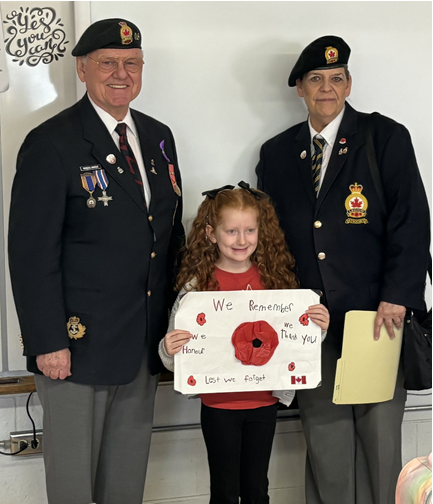 Yes
you
can
We Remember
We
Honour
We
Thank You
Lest we forget